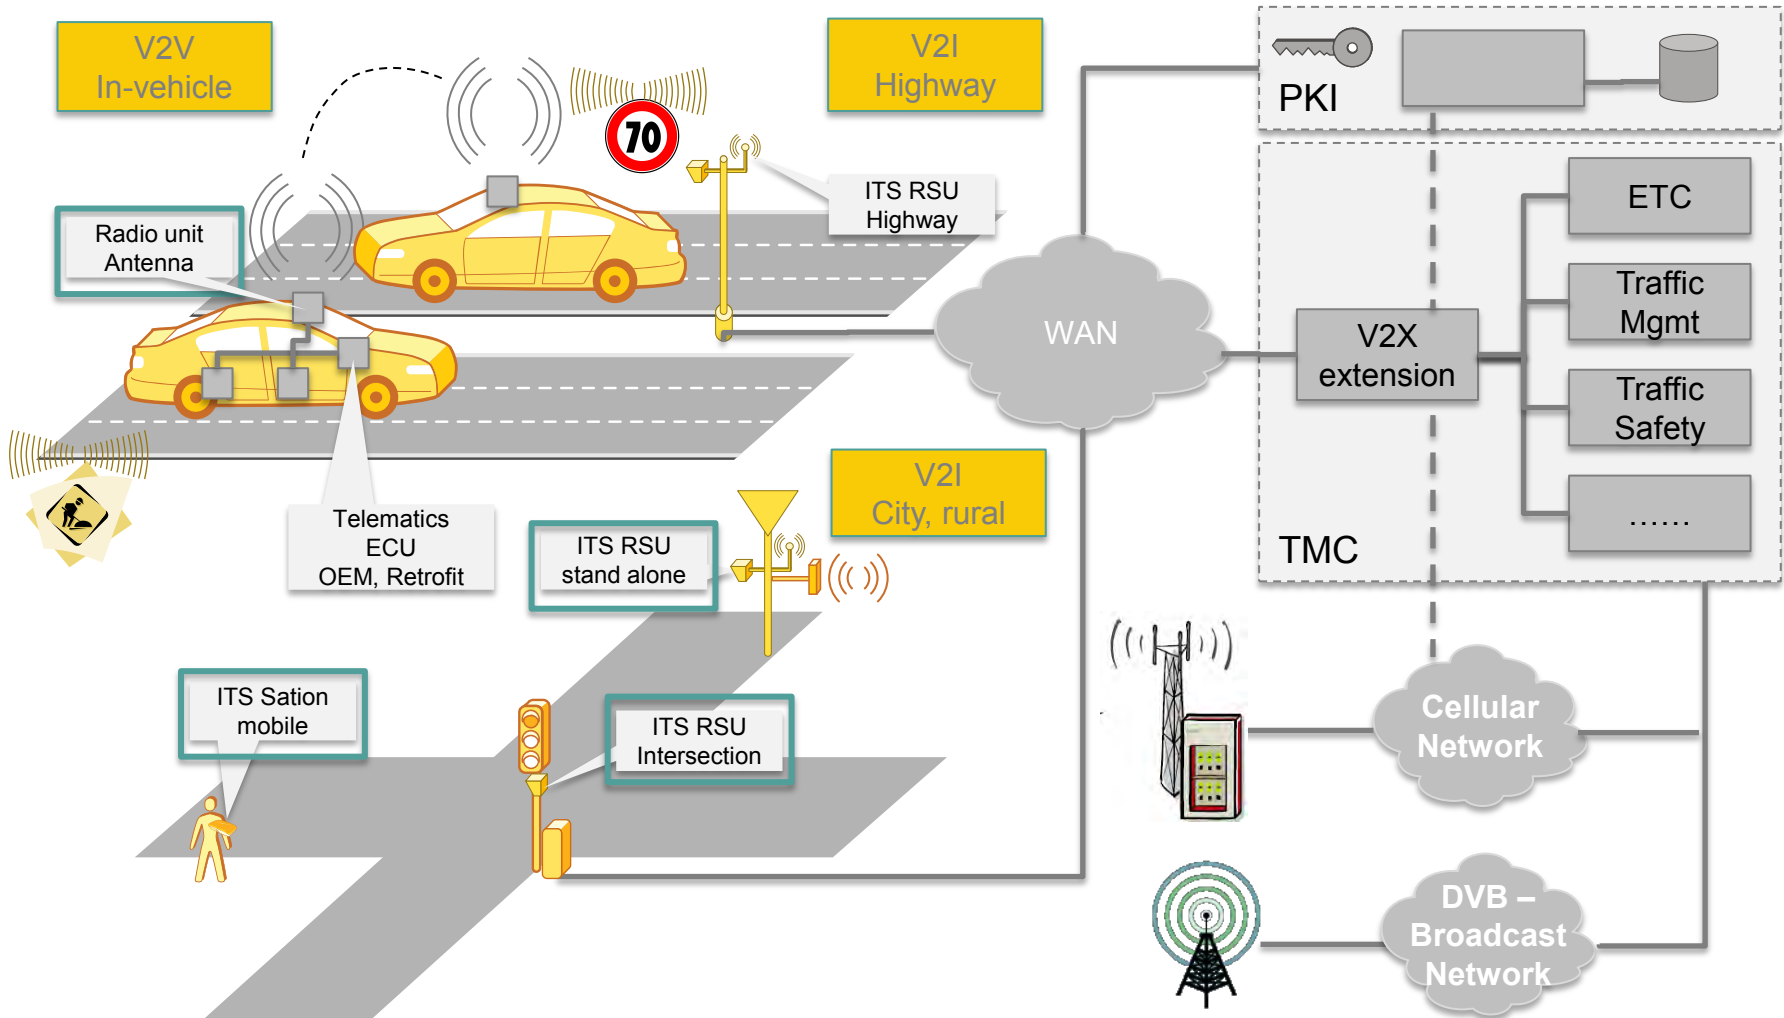 V2V
In-vehicle
V2I
Highway
PKI
70
ITS RSU
Highway
ETC
Radio unit
Antenna
Traffic
Mgmt
WAN
V2X
extension
Traffic
Safety
V2I
City, rural
Telematics
ECU
OEM, Retrofit
ITS RSU
stand alone
......
TMC
ITS Sation
mobile
ITS RSU
Intersection
Cellular
Network
DVB –
Broadcast
Network